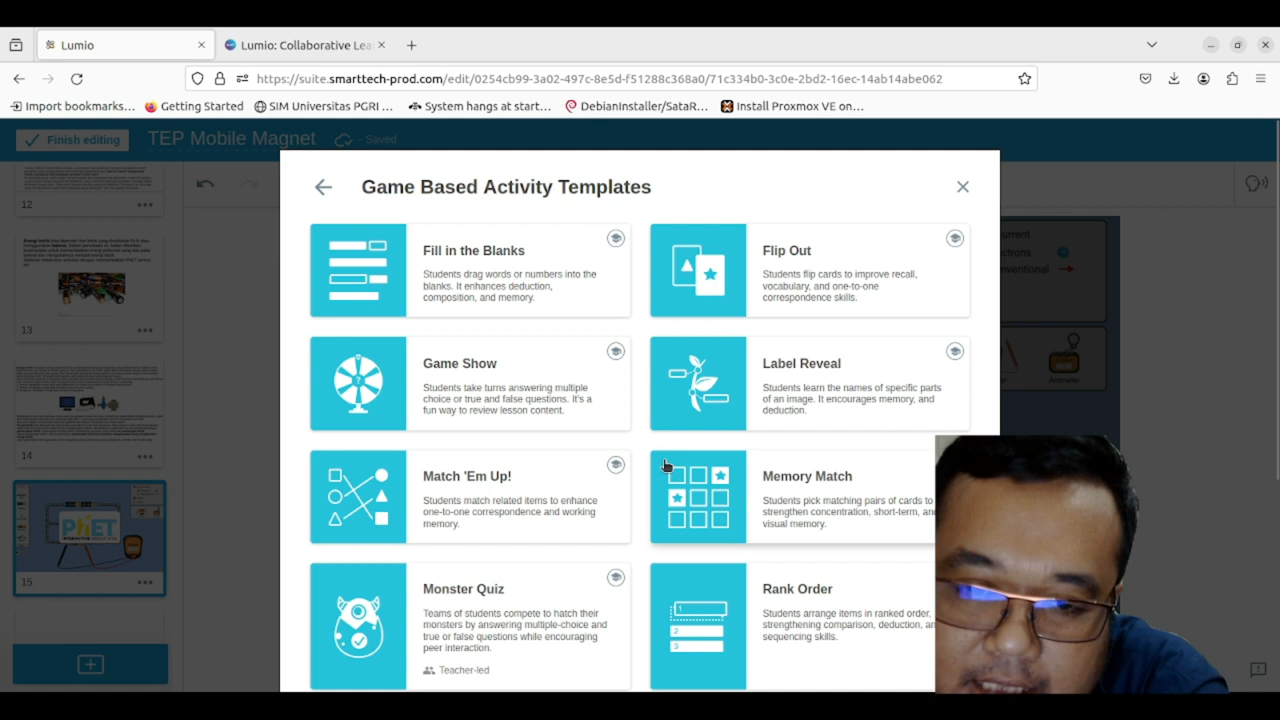 Lumio
Lumio: Collaborative Lea
https://suite.smarttech-prod.com/edit/0254cb99-3a02-497c-8e5d-f51288c368a0/71c334b0-3c0e-2bd2-16ec-14ab14abe062
Import bookmarks...
Getting Started
SIM Universitas PGRI ...
System hangs at start...
DebianInstaller/SataR...
Install Proxmox VE on...
Finish editing
TEP Mobile Magnet
- Saved
Game Based Activity Templates
Fill in the Blanks
Students drag words or numbers into the
blanks. It enhances deduction,
composition, and memory.
Flip Out
Students flip cards to improve recall,
vocabulary, and one-to-one
correspondence skills.
Game Show
Students take turns answering multiple
choice or true and false questions. It's a
fun way to review lesson content.
Label Reveal
Students learn the names of specific parts
of an image. It encourages memory, and
deduction.
Match 'Em Up!
Students match related items to enhance
one-to-one correspondence and working
memory.
Memory Match
Students pick matching pairs of cards to
strengthen concentration, short-term, and
visual memory.
Monster Quiz
Teams of students compete to hatch their
monsters by answering multiple-choice and
true or false questions while encouraging
peer interaction.
Teacher-led
Rank Order
Students arrange items in ranked order,
strengthening comparison, deduction, and
sequencing skills.
1
2
3
12
13
14
PhET
15